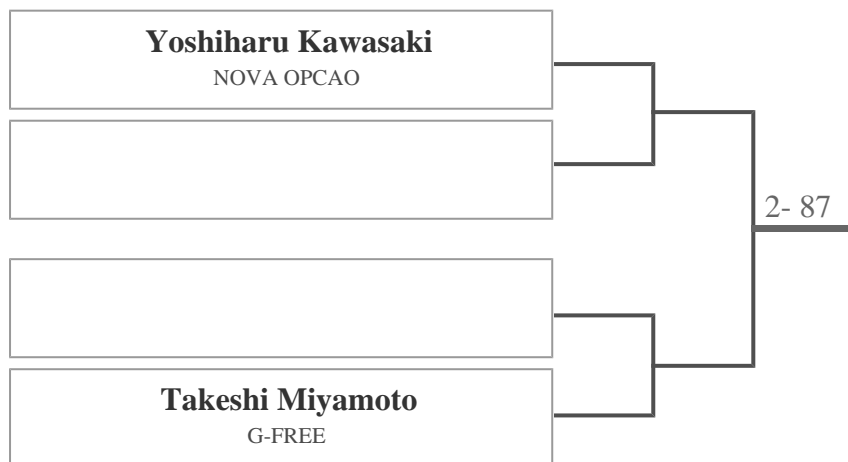 Yoshiharu Kawasaki
NOVA OPCAO
2- 87
Takeshi Miyamoto
G-FREE